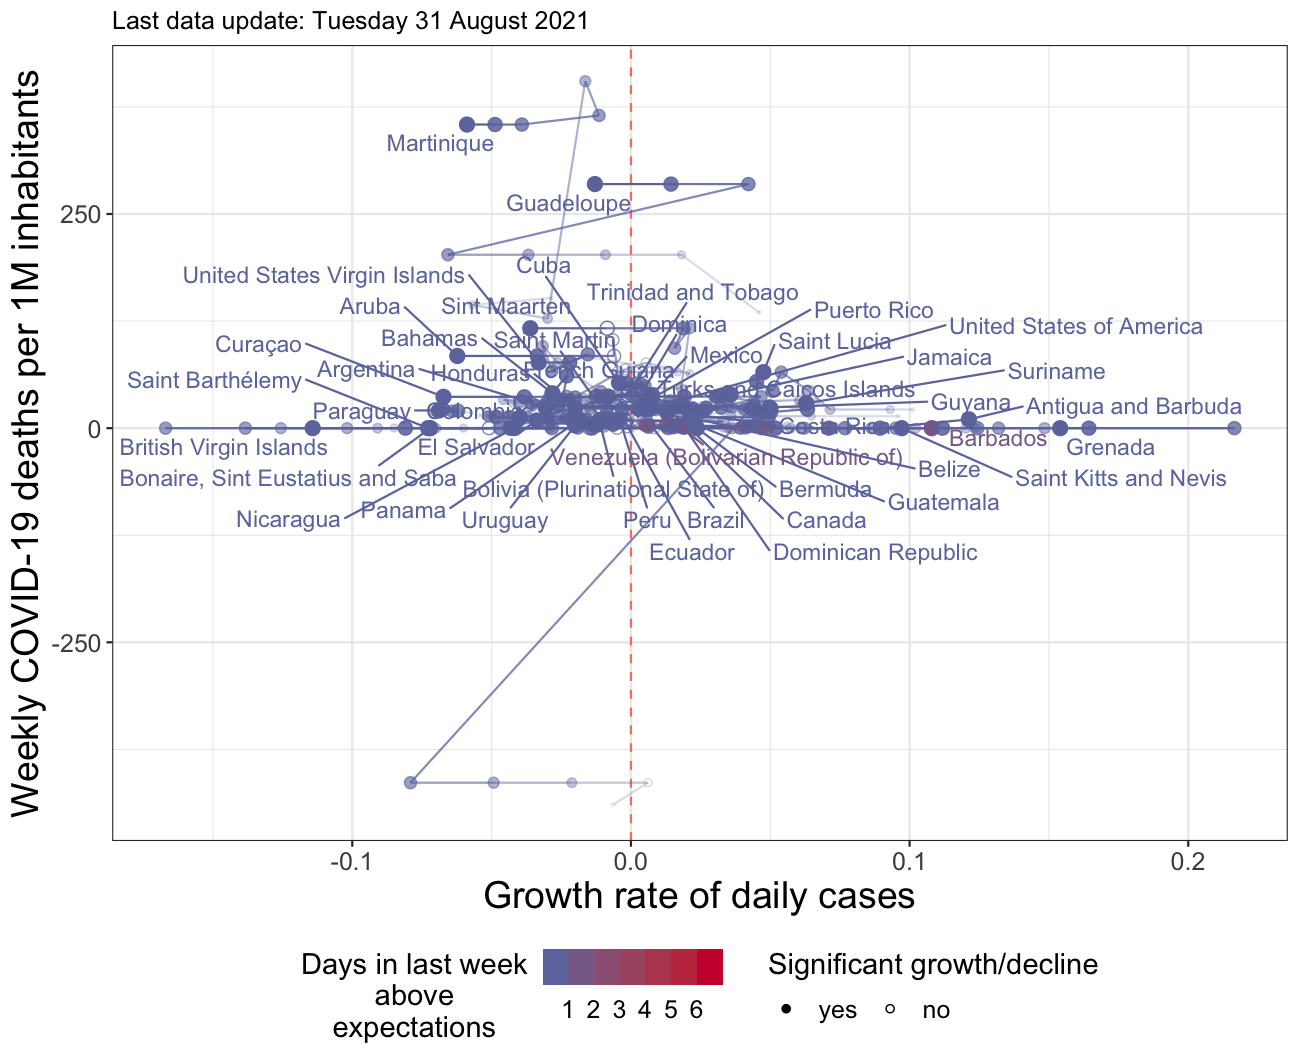 Last data update: Tuesday 31 August 2021
Weekly COVID-19 deaths per 1M inhabitants
250
0
-250
Martinique
Guadeloupe
United States Virgin Islands
Cuba
Aruba
Sint Maarten
Trinidad and Tobago
Puerto Rico
Bahamas
Saint Martin
Dominica
United States of America
Curaçao
Saint Lucia
Mexico
Jamaica
Argentina
Honduras
French Guiana
Suriname
Saint Barthélemy
Turks and Caicos Islands
Paraguay
Colombia
Guyana
Antigua and Barbuda
Costa Rica
Barbados
British Virgin Islands
El Salvador
Grenada
Venezuela (Bolivarian Republic of)
Belize
Bonaire, Sint Eustatius and Saba
Saint Kitts and Nevis
Bolivia (Plurinational State of)
Bermuda
Guatemala
Nicaragua
Panama
Uruguay
Peru
Brazil
Canada
Ecuador
Dominican Republic
-0.1
0.0
0.1
0.2
Growth rate of daily cases
Days in last week
above
expectations
1 2 3 4 5 6
Significant growth/decline
yes
no